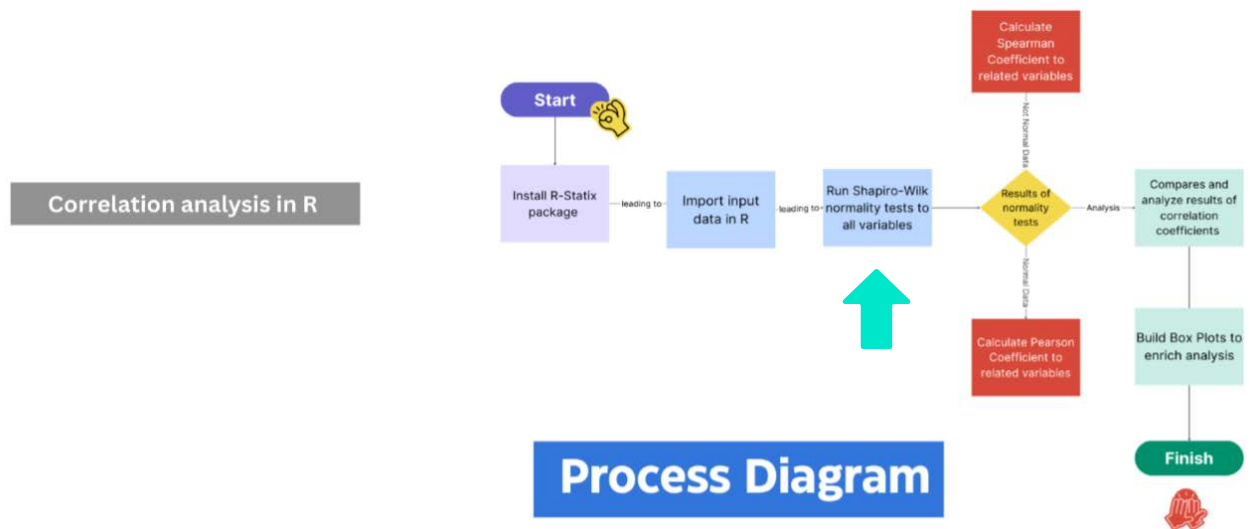 Correlation analysis in R
Start
Install R-Statix
package
leading to
Import input
data in R
leading to
Run Shapiro-Wilk
normality tests to
all variables
Results of
normality
tests
Not Normal Data
Calculate
Spearman
Coefficient to
related variables
Normal Data
Calculate Pearson
Coefficient to
related variables
Analysis
Compares and
analyze results of
correlation
coefficients
Build Box Plots to
enrich analysis
Finish
Process Diagram